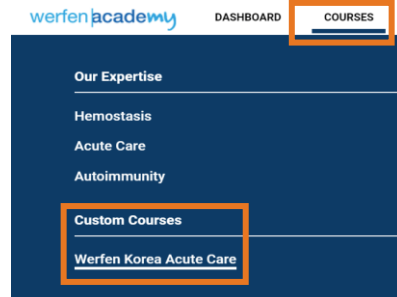 werfen academy DASHBOARD COURSES
Our Expertise
Hemostasis
Acute Care
Autoimmunity
Custom Courses
Werfen Korea Acute Care